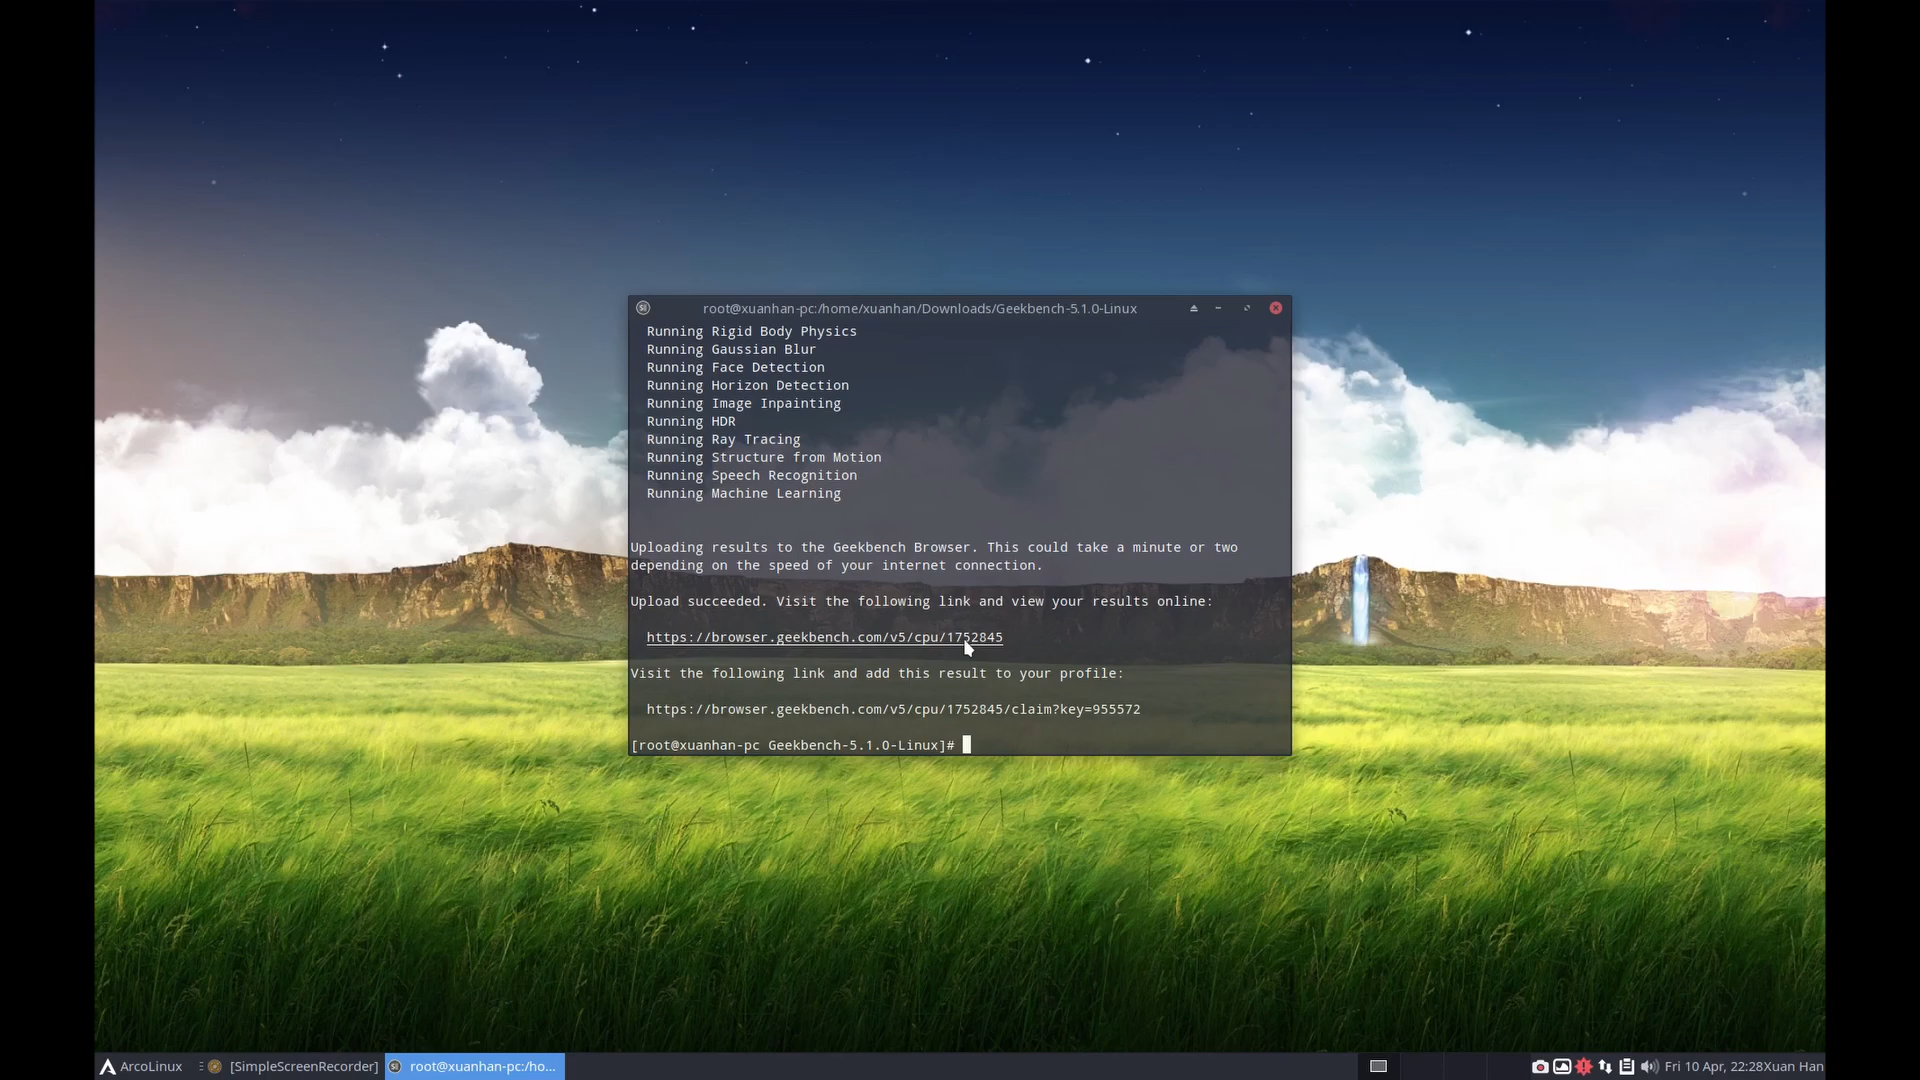 root@xuanhan-pc:/home/xuanhan/Downloads/Geekbench-5.1.0-Linux
Running Rigid Body Physics
Running Gaussian Blur
Running Face Detection
Running Horizon Detection
Running Image Inpainting
Running HDR
Running Ray Tracing
Running Structure from Motion
Running Speech Recognition
Running Machine Learning
Uploading results to the Geekbench Browser. This could take a minute or two
depending on the speed of your internet connection.
Upload succeeded. Visit the following link and view your results online:
https://browser.geekbench.com/v5/cpu/1752845
Visit the following link and add this result to your profile:
https://browser.geekbench.com/v5/cpu/1752845/claim?key=955572
[root@xuanhan-pc Geekbench-5.1.0-Linux]#
ArcoLinux [SimpleScreenRecorder] root@xuanhan-pc:/ho... Fri 10 Apr, 22:28 Xuan Han